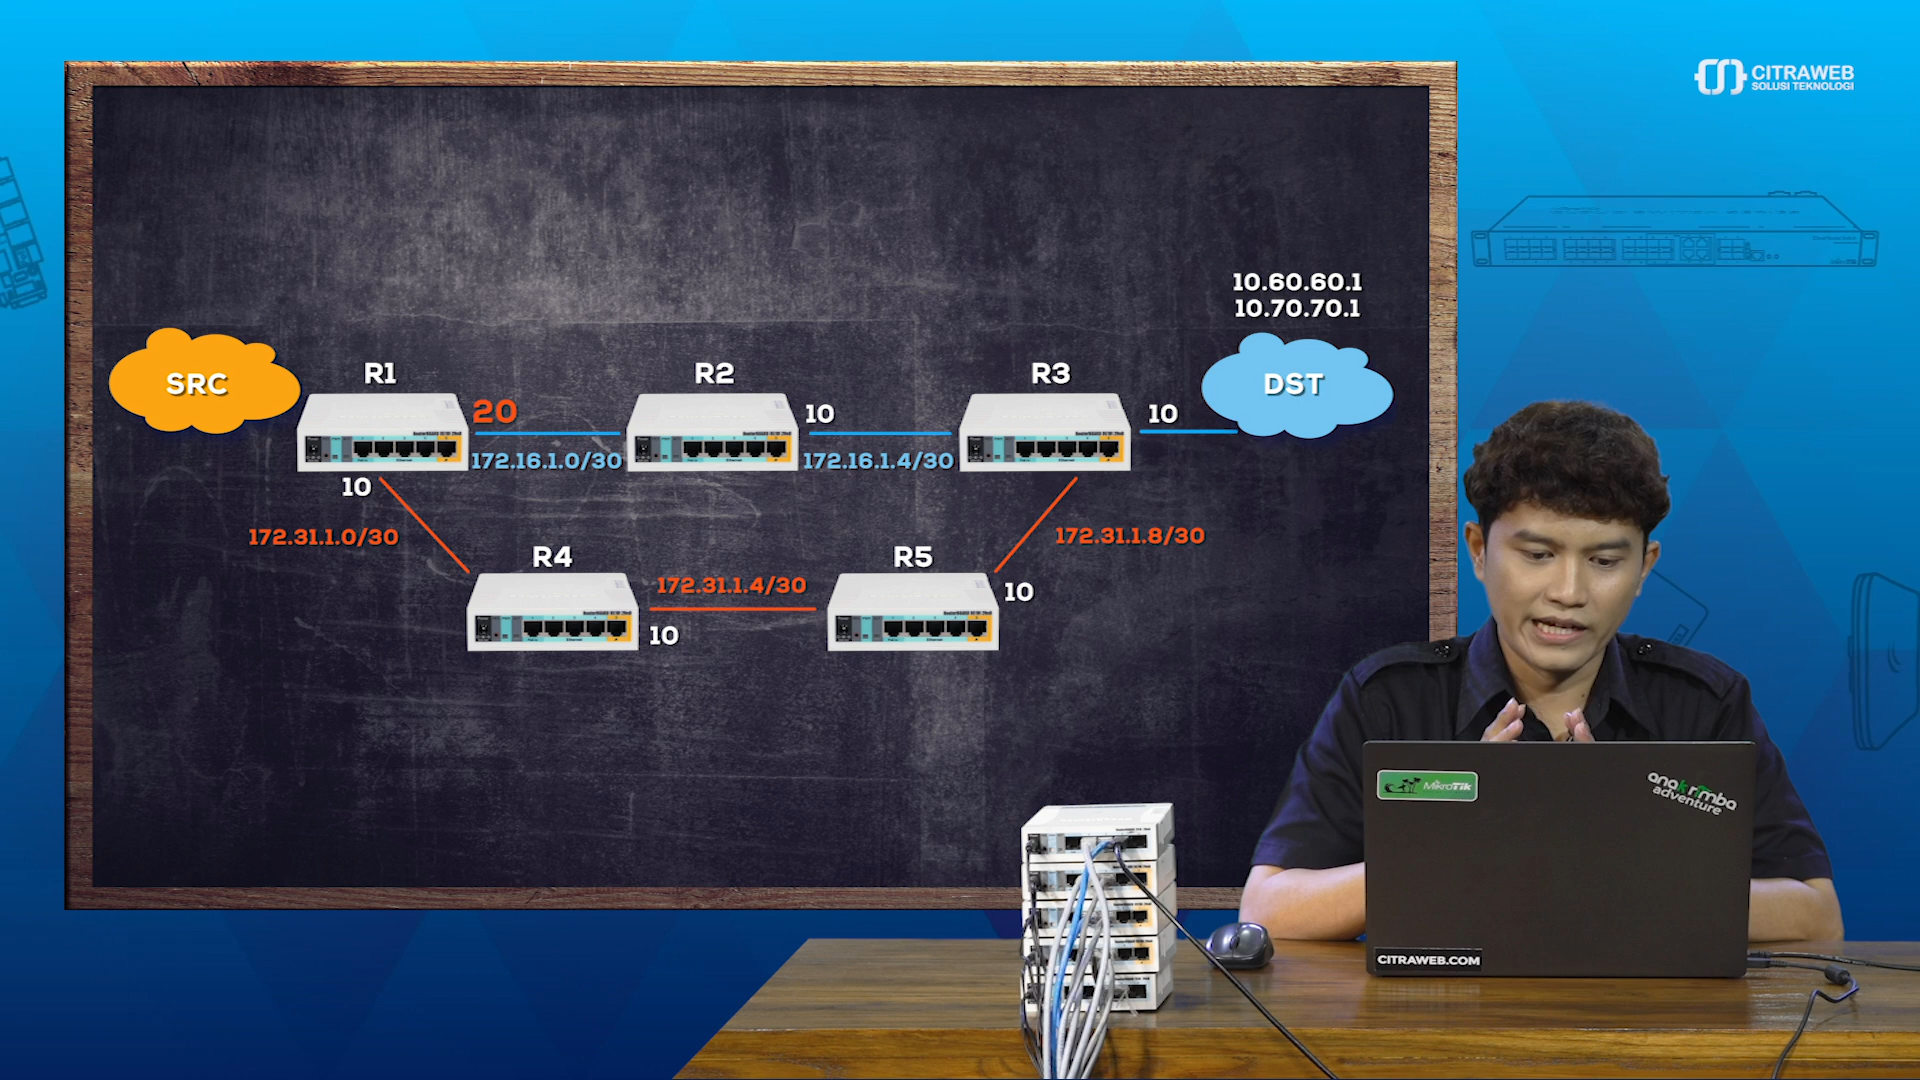 CITRAWEB
SOLUSI TEKNOLOGI
10.60.60.1
10.70.70.1
SRC
R1
R2
R3
DST
20
10
10
172.16.1.0/30
172.16.1.4/30
10
172.31.1.0/30
172.31.1.8/30
R4
R5
172.31.1.4/30
10
10
MikroTik
anakrimba
adventure
CITRAWEB.COM